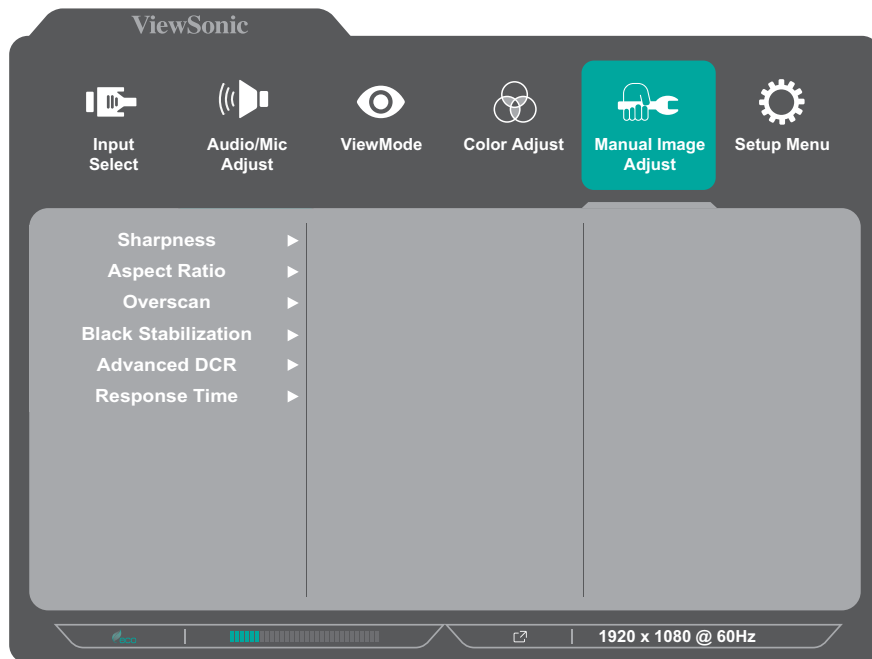 ViewSonic
Input
Select
Audio/Mic
Adjust
ViewMode
Color Adjust
Manual Image
Adjust
Setup Menu
Sharpness
Aspect Ratio
Overscan
Black Stabilization
Advanced DCR
Response Time
eco
1920 x 1080 @ 60Hz